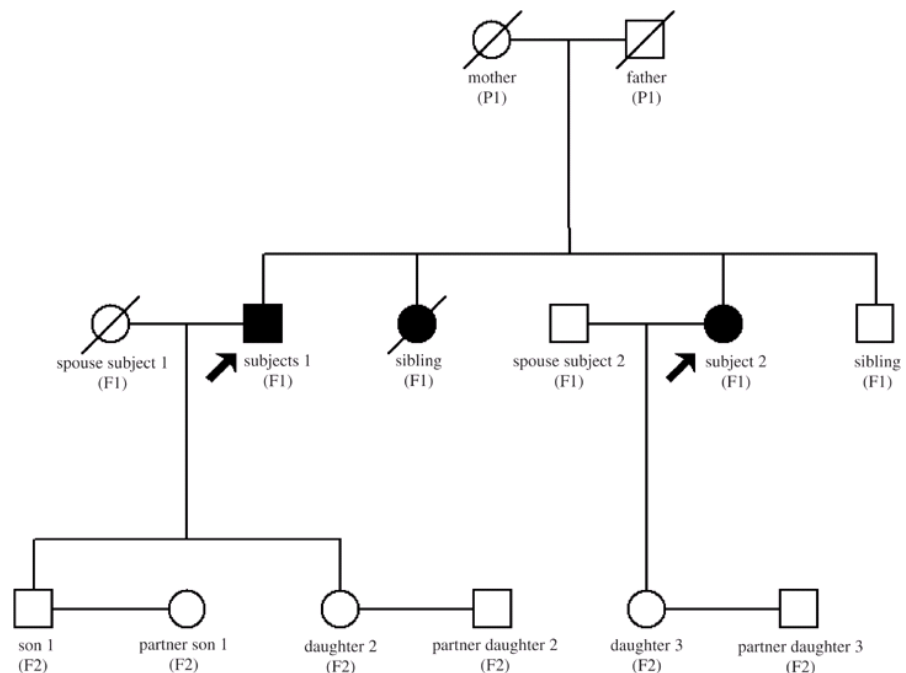 mother
(P1)
father
(P1)
spouse subject 1
(F1)
subjects 1
(F1)
sibling
(F1)
spouse subject 2
(F1)
subject 2
(F1)
sibling
(F1)
son 1
(F2)
partner son 1
(F2)
daughter 2
(F2)
partner daughter 2
(F2)
daughter 3
(F2)
partner daughter 3
(F2)